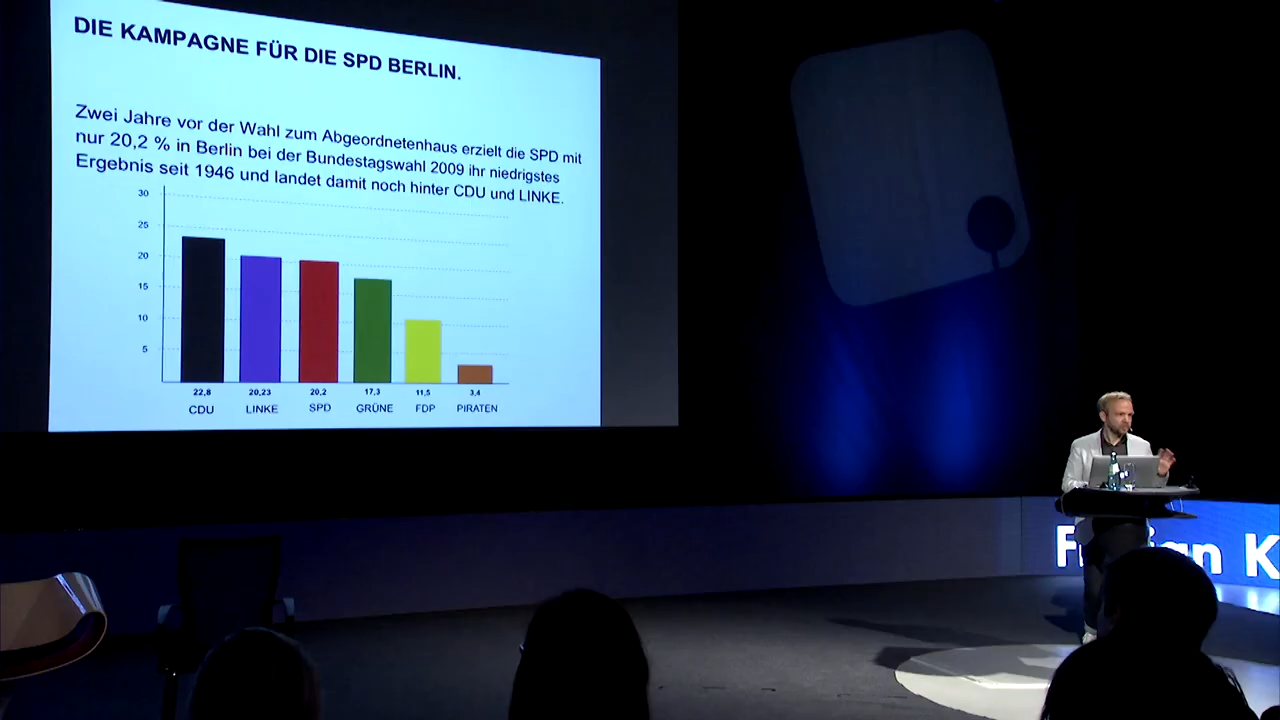 DIE KAMPAGNE FÜR DIE SPD BERLIN.
Zwei Jahre vor der Wahl zum Abgeordnetenhaus erzielt die SPD mit
nur 20,2 % in Berlin bei der Bundestagswahl 2009 ihr niedrigstes
Ergebnis seit 1946 und landet damit noch hinter CDU und LINKE.
30
25
20
15
10
5
22,8 20,23 20,2 17,3 11,5 3,4
CDU LINKE SPD GRÜNE FDP PIRATEN
K